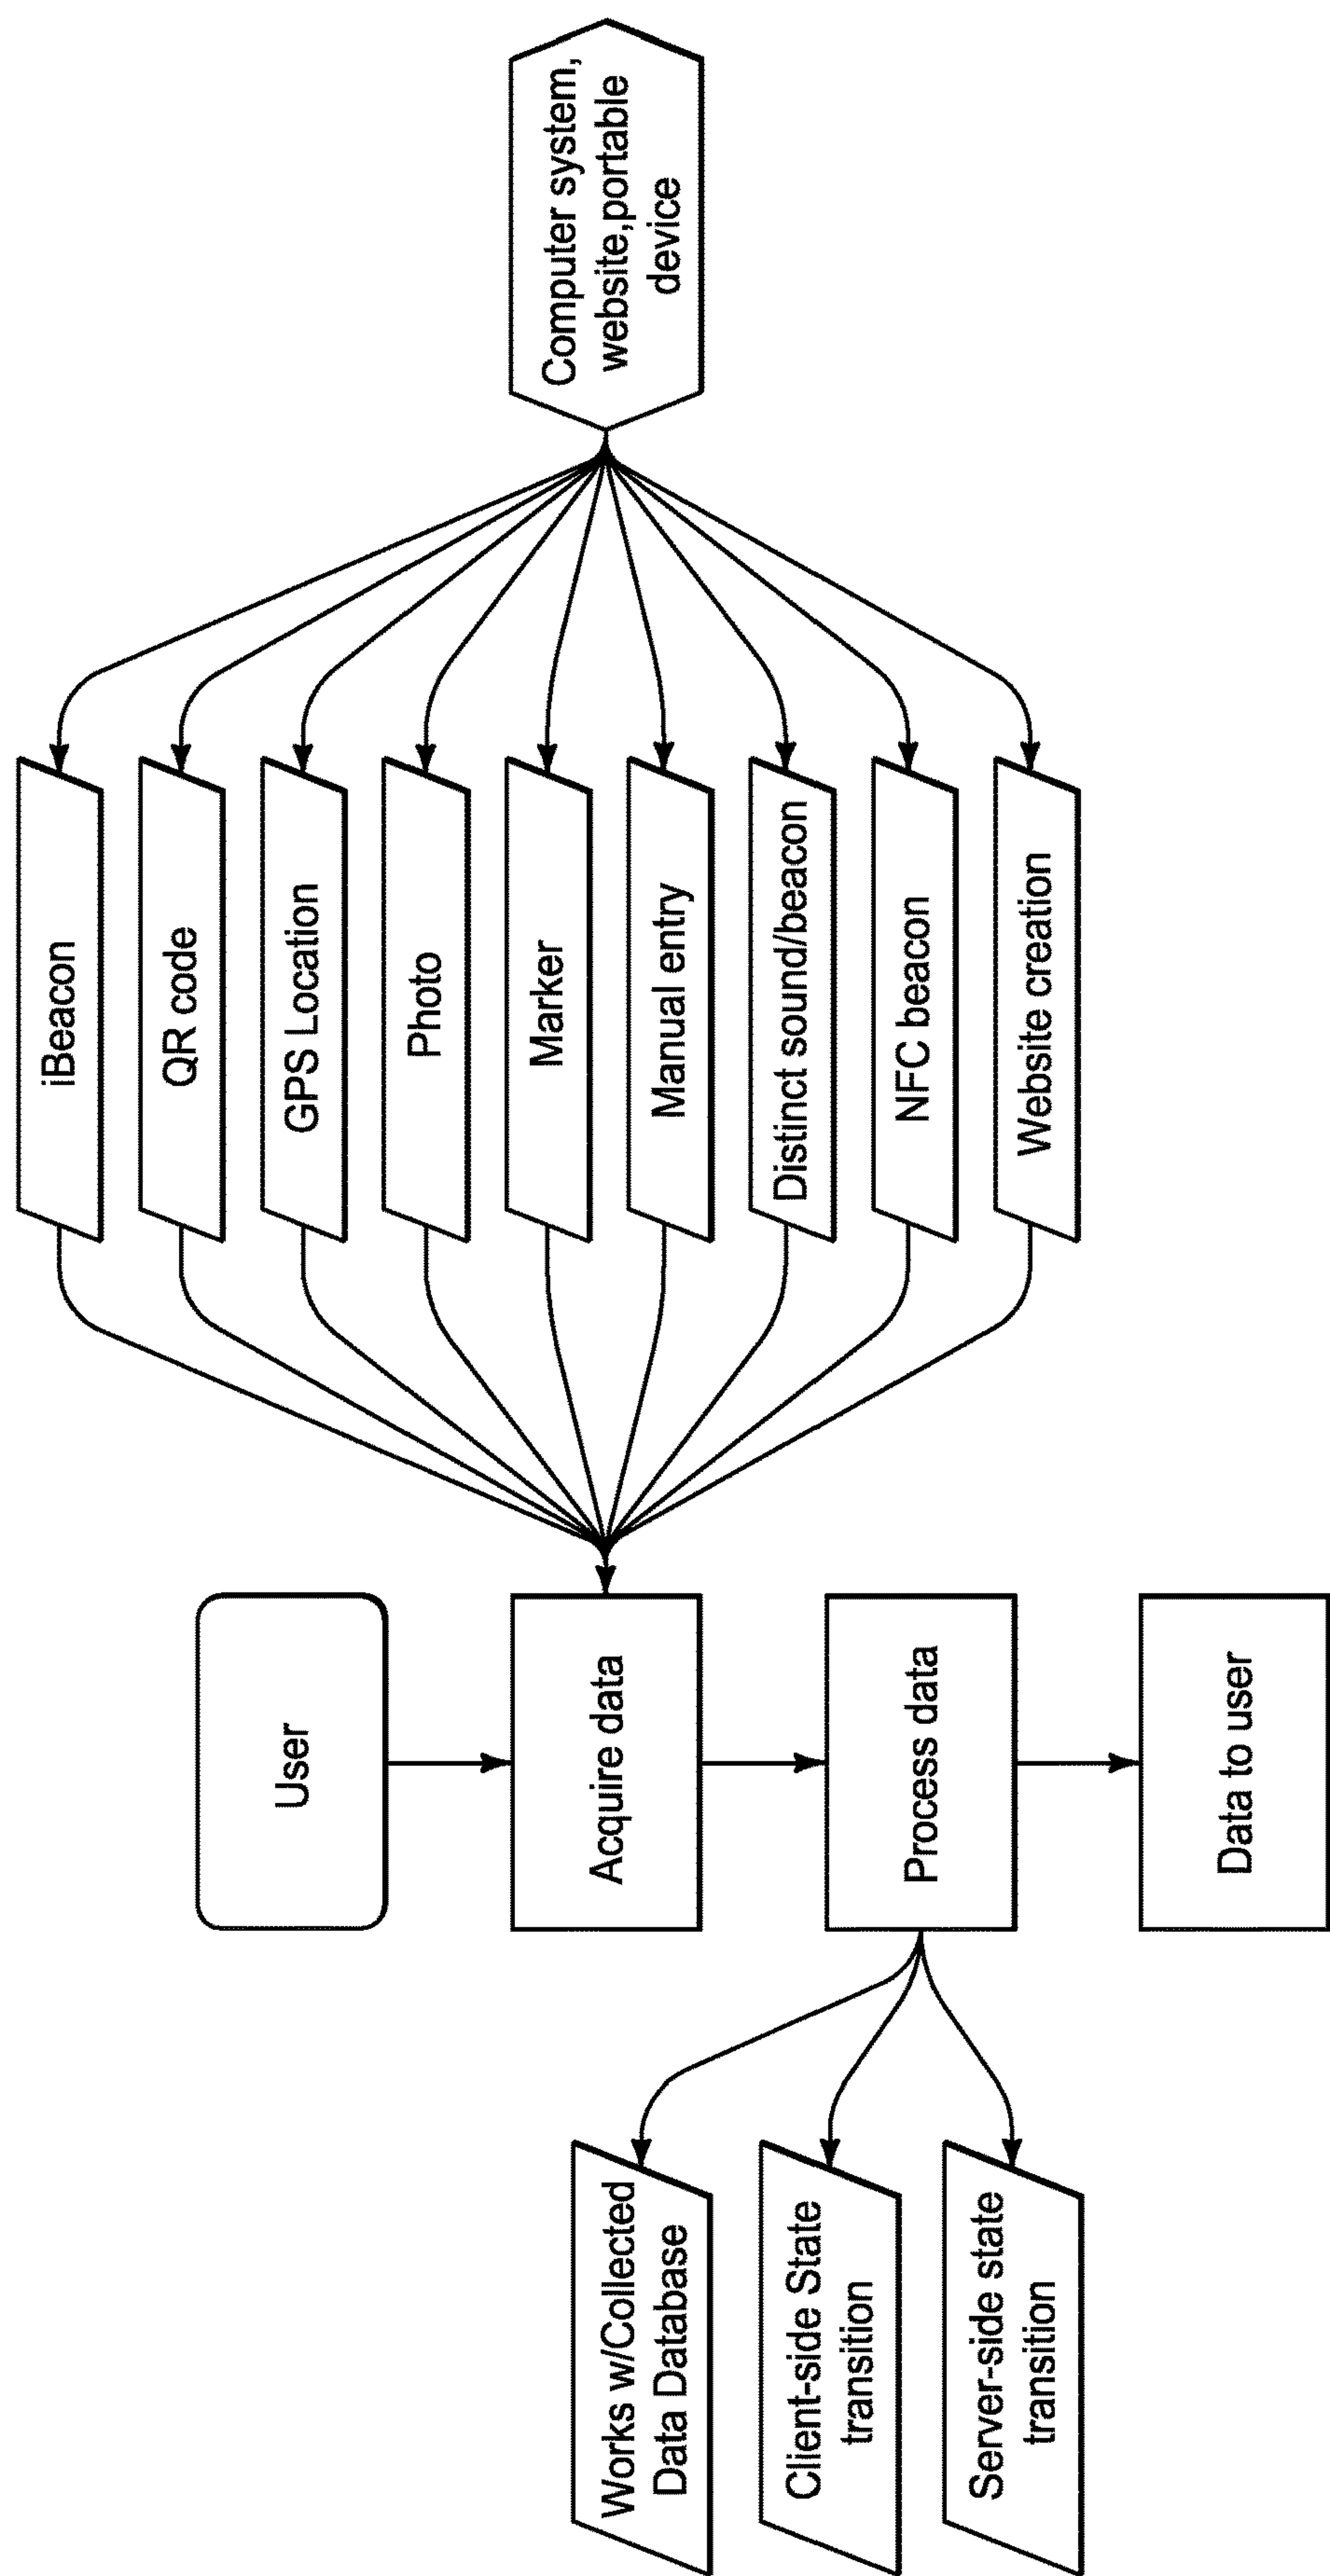 User
Acquire data
Process data
Data to user
Works w/Collected
Data Database
Client-side State
transition
Server-side state
transition
iBeacon
QR code
GPS Location
Photo
Marker
Manual entry
Distinct sound/beacon
NFC beacon
Website creation
Computer system,
website,portable
device